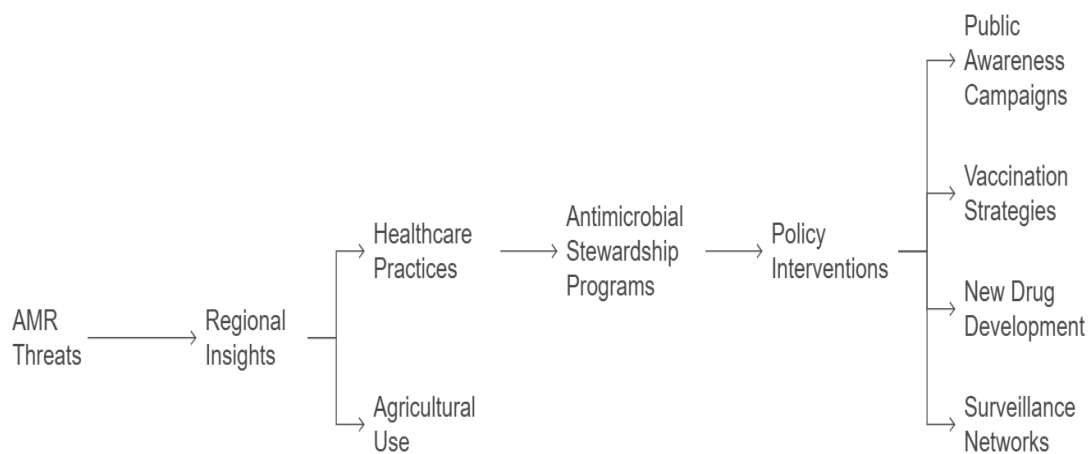 AMR
Threats
Regional
Insights
Healthcare
Practices
Agricultural
Use
Antimicrobial
Stewardship
Programs
Policy
Interventions
Public
Awareness
Campaigns
Vaccination
Strategies
New Drug
Development
Surveillance
Networks